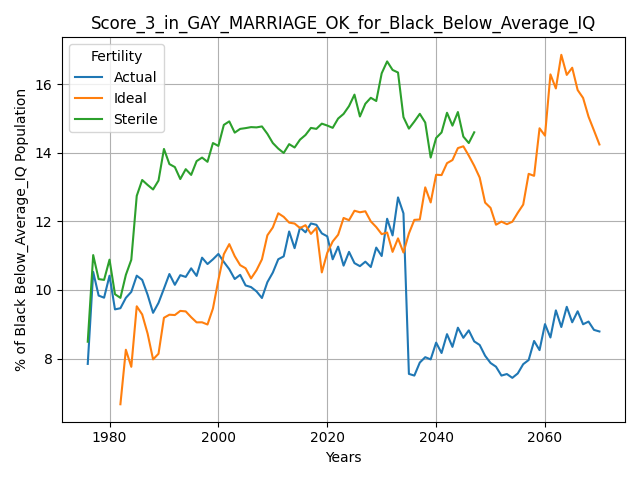 Score_3_in_GAY_MARRIAGE_OK_for_Black_Below_Average_IQ
Fertility
Actual
Ideal
Sterile
% of Black Below_Average_IQ Population
16
14
12
10
8
1980
2000
2020
2040
2060
Years